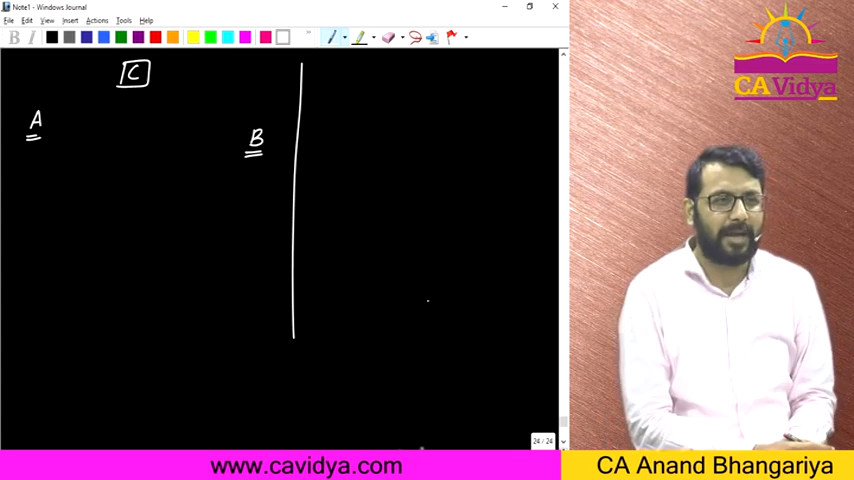 Note1 - Windows Journal
File Edit View Insert Actions Tools Help
B I
C
A
B
24 / 24
CA Vidya
www.cavidya.com
CA Anand Bhangariya